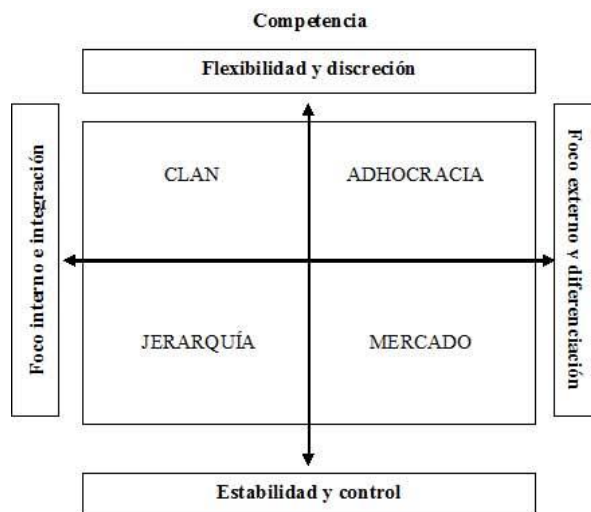 Competencia
Flexibilidad y discreción
Foco interno e integración
CLAN
ADHOCRACIA
Foco externo y diferenciación
JERARQUÍA
MERCADO
Estabilidad y control